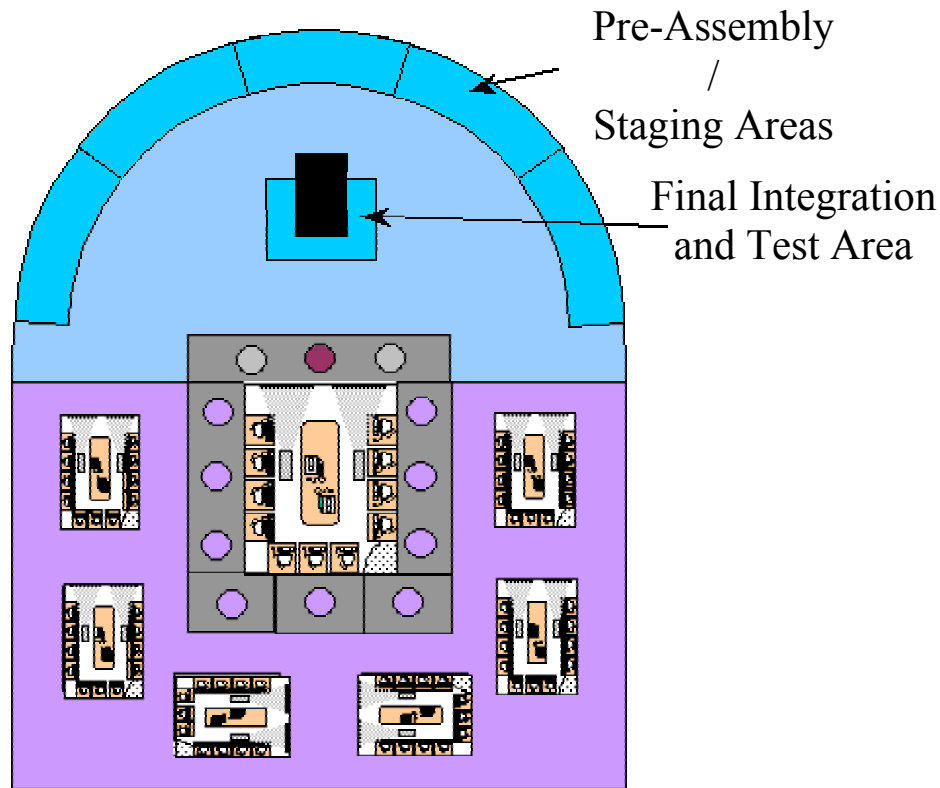 Pre-Assembly
/
Staging Areas
Final Integration
and Test Area